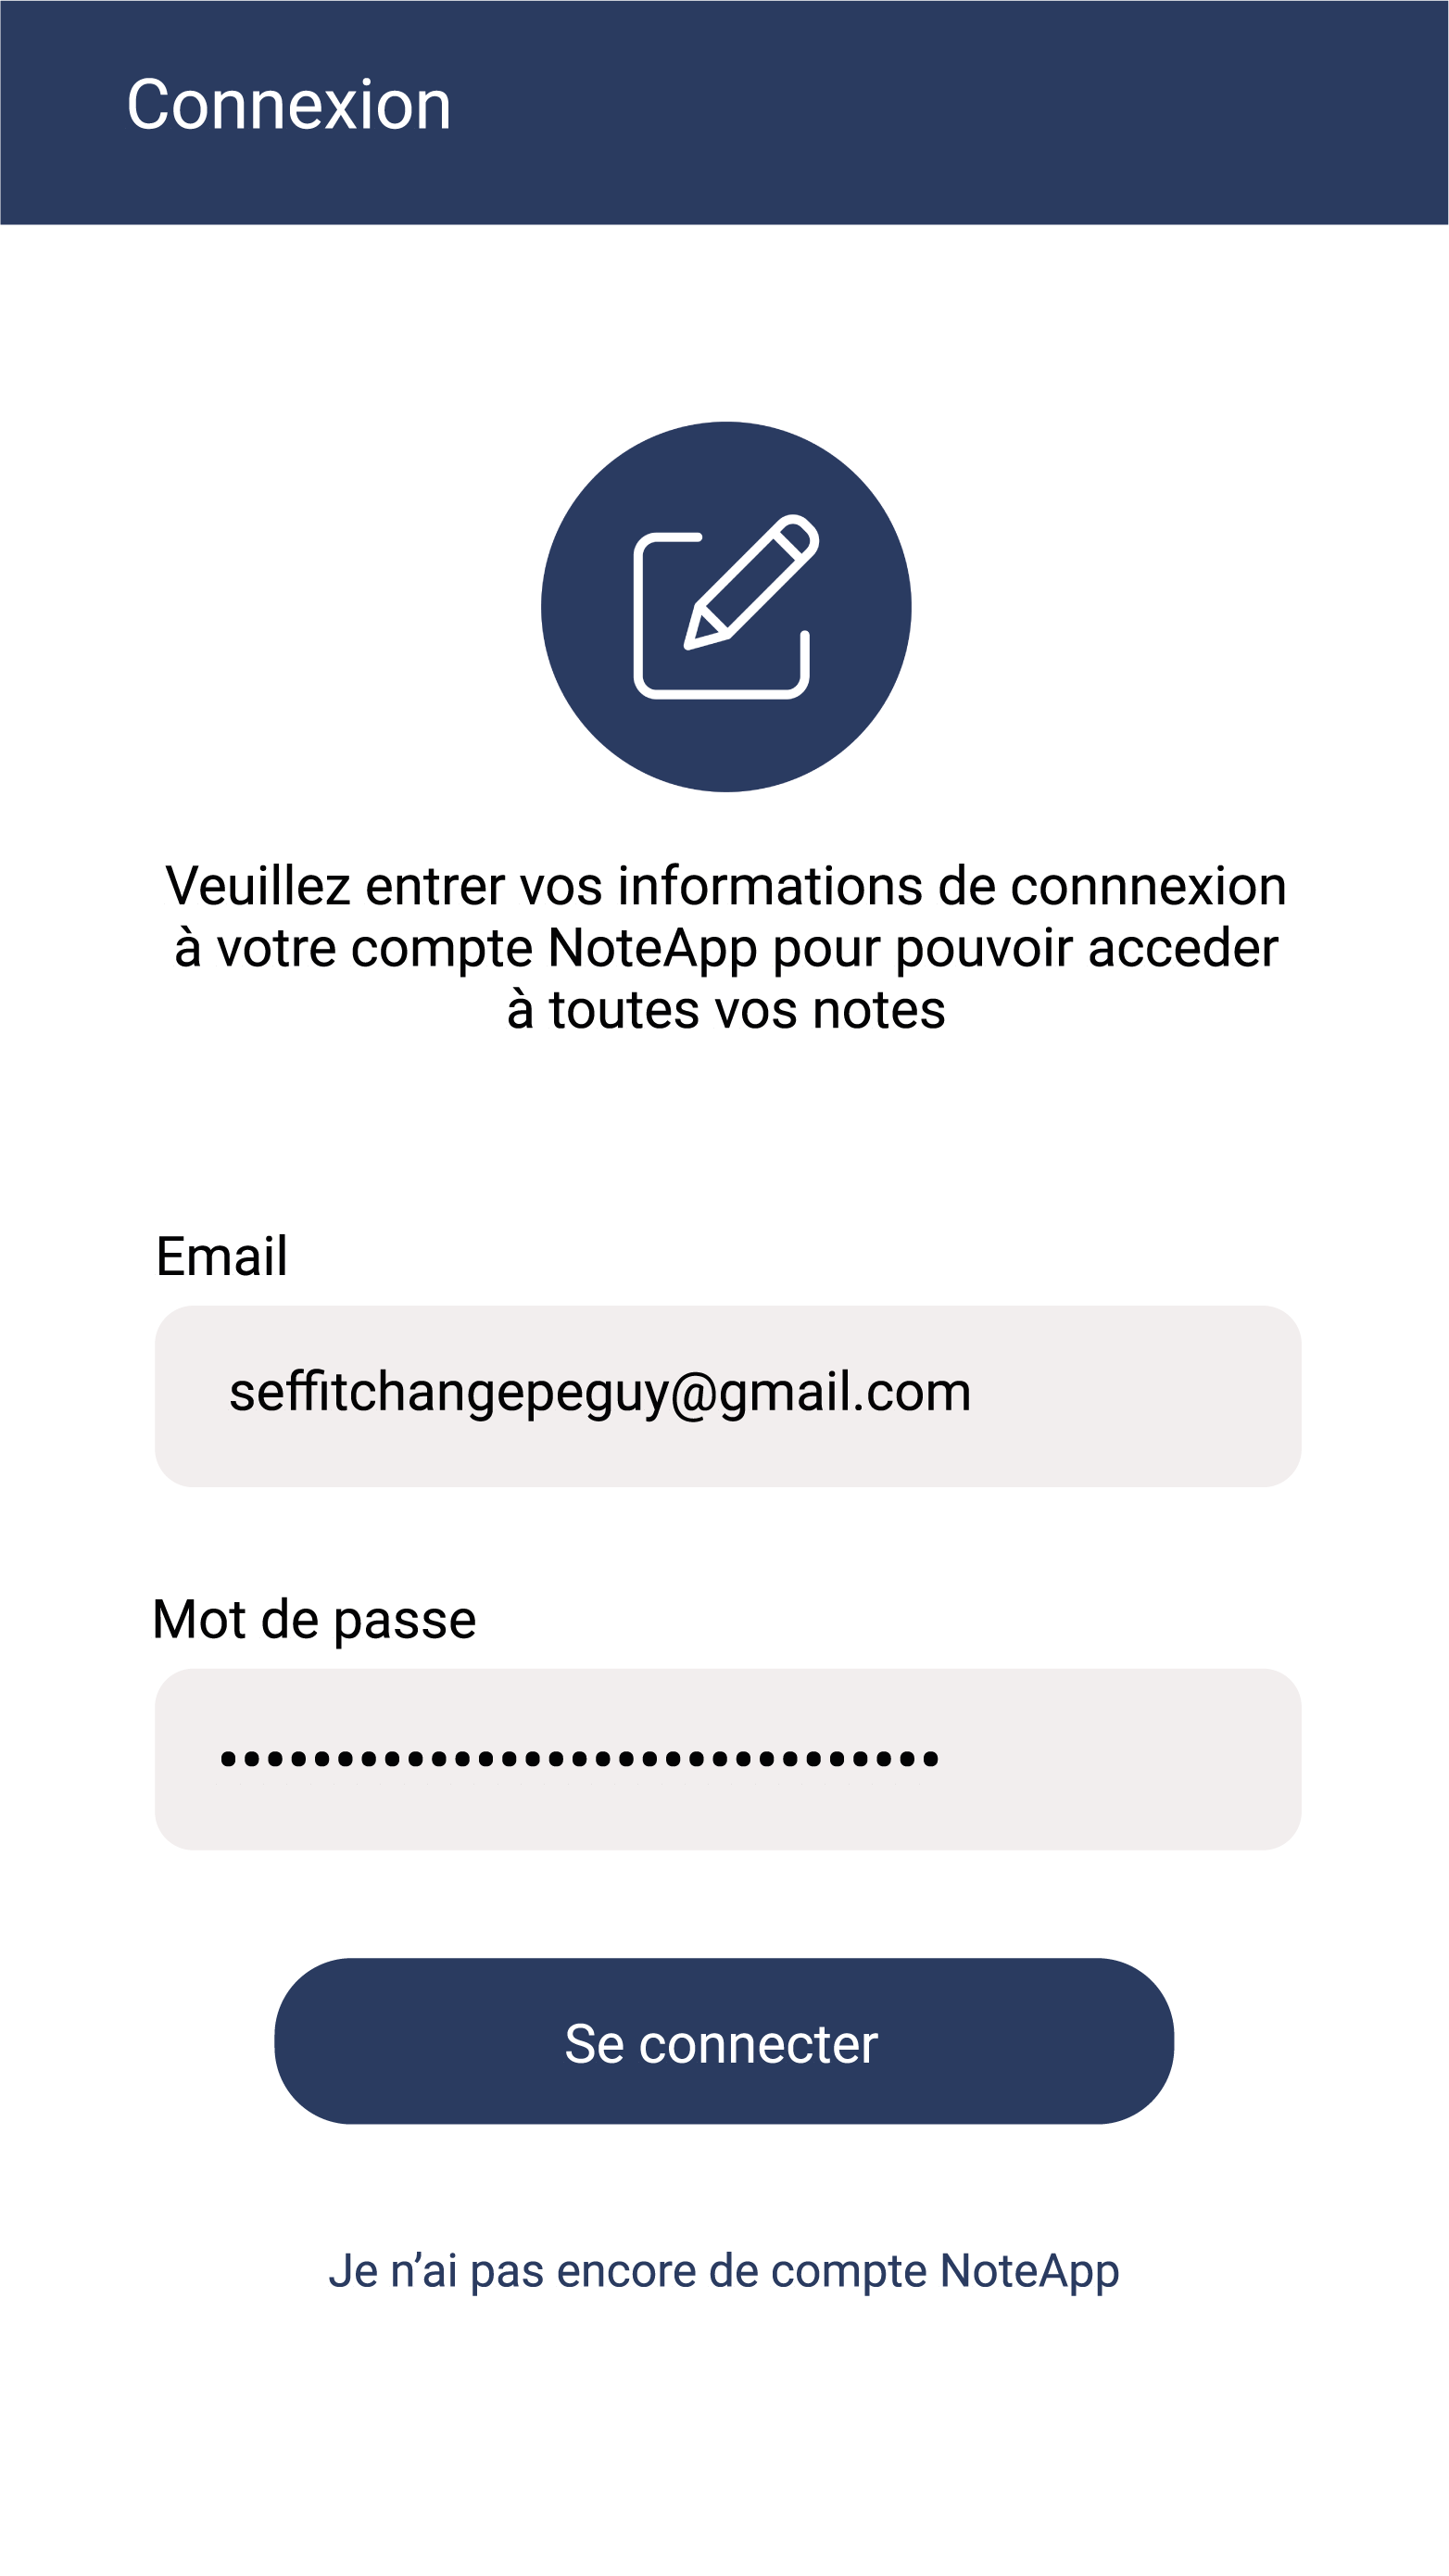 Connexion
Veuillez entrer vos informations de connnexion
à votre compte NoteApp pour pouvoir acceder
à toutes vos notes
Email
seffitchangepeguy@gmail.com
Mot de passe
•••••••••••••••••••••••••••••••
Se connecter
Je n’ai pas encore de compte NoteApp